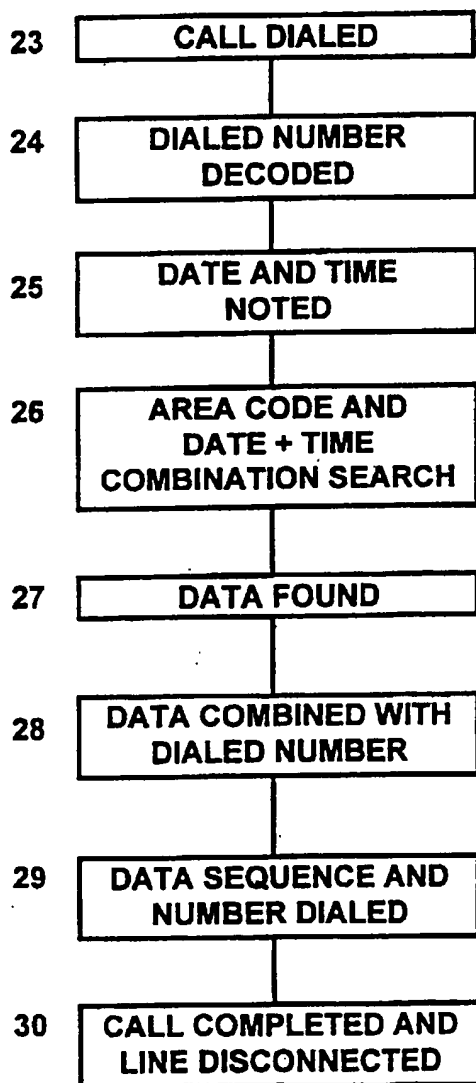 23 CALL DIALED
24 DIALED NUMBER
DECODED
25 DATE AND TIME
NOTED
26 AREA CODE AND
DATE + TIME
COMBINATION SEARCH
27 DATA FOUND
28 DATA COMBINED WITH
DIALED NUMBER
29 DATA SEQUENCE AND
NUMBER DIALED
30 CALL COMPLETED AND
LINE DISCONNECTED